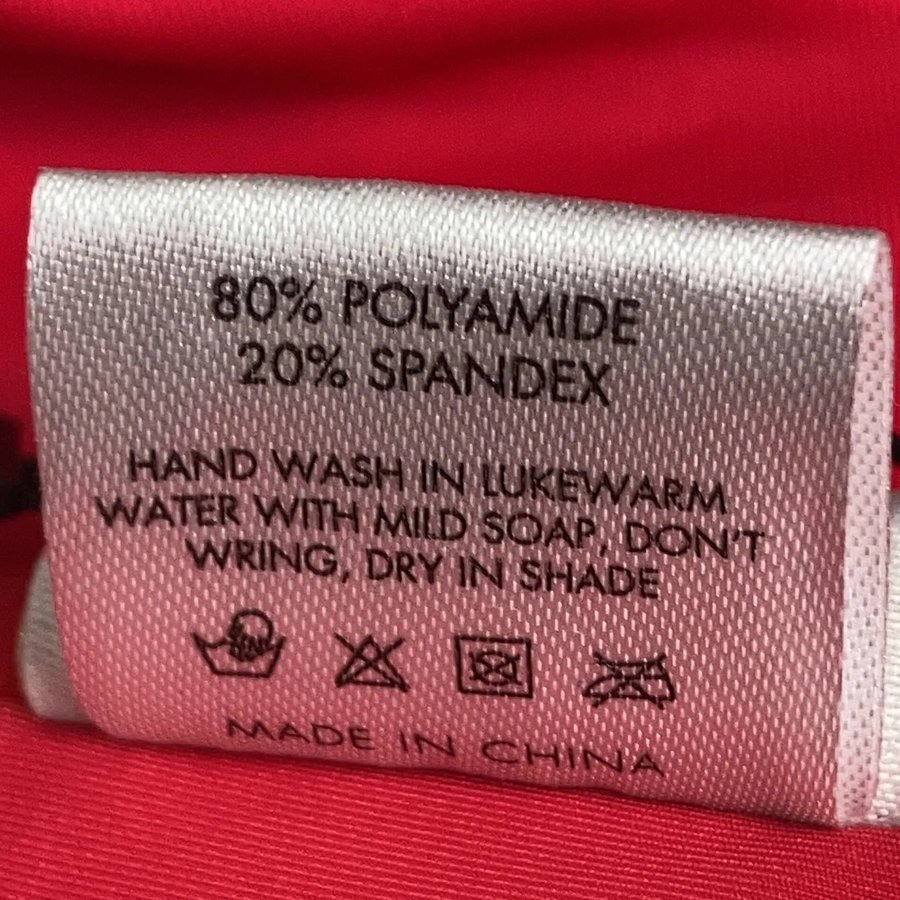 80% POLYAMIDE
20% SPANDEX
HAND WASH IN LUKEWARM
WATER WITH MILD SOAP, DON'T
WRING, DRY IN SHADE
MADE IN CHINA